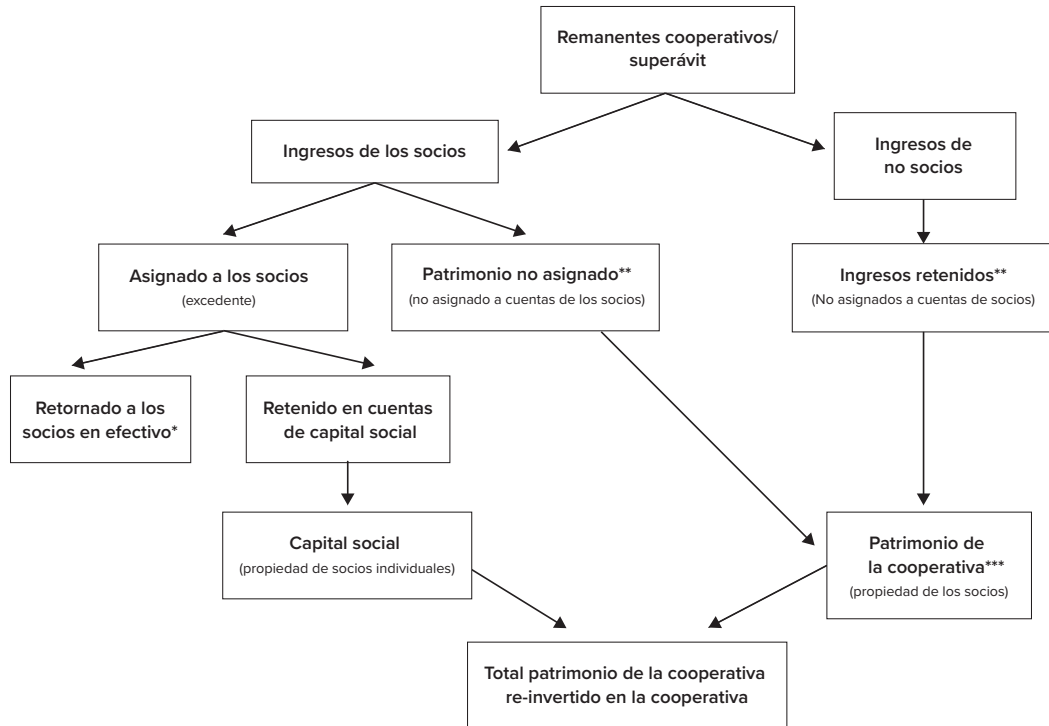 Remanentes cooperativos/
superávit
Ingresos de los socios
Ingresos de
no socios
Asignado a los socios
(excedente)
Patrimonio no asignado**
(no asignado a cuentas de los socios)
Ingresos retenidos**
(No asignados a cuentas de socios)
Retornado a los
socios en efectivo*
Retenido en cuentas
de capital social
Capital social
(propiedad de socios individuales)
Patrimonio de
la cooperativa***
(propiedad de los socios)
Total patrimonio de la cooperativa
re-invertido en la cooperativa